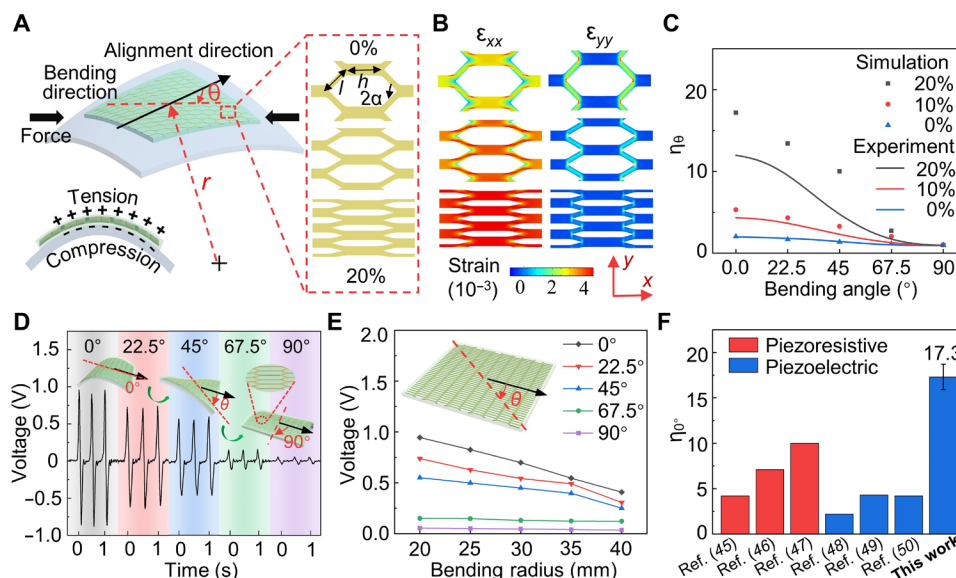 A
Alignment direction
Bending
direction
θ
Force
r
Tension
+ + + + + + + +
Compression
0%
l
h
2α
20%
B
εxx
εyy
Strain
(10⁻³)
0 2 4
y
x
C
ηθ
20
10
0
Simulation
20%
10%
0%
Experiment
20%
10%
0%
0.0 22.5 45 67.5 90
Bending angle (°)
D
Voltage (V)
1.5
1.0
0.5
0
−0.5
−1.0
0° 22.5° 45° 67.5° 90°
0°
θ
90°
0 1 0 1 0 1 0 1 0 1
Time (s)
E
Voltage (V)
2.0
1.5
1.0
0.5
0.0
θ
0°
22.5°
45°
67.5°
90°
20 25 30 35 40
Bending radius (mm)
F
η0°
20
15
10
5
0
Piezoresistive
Piezoelectric
17.3
Ref. (45)
Ref. (46)
Ref. (47)
Ref. (48)
Ref. (49)
Ref. (50)
This work